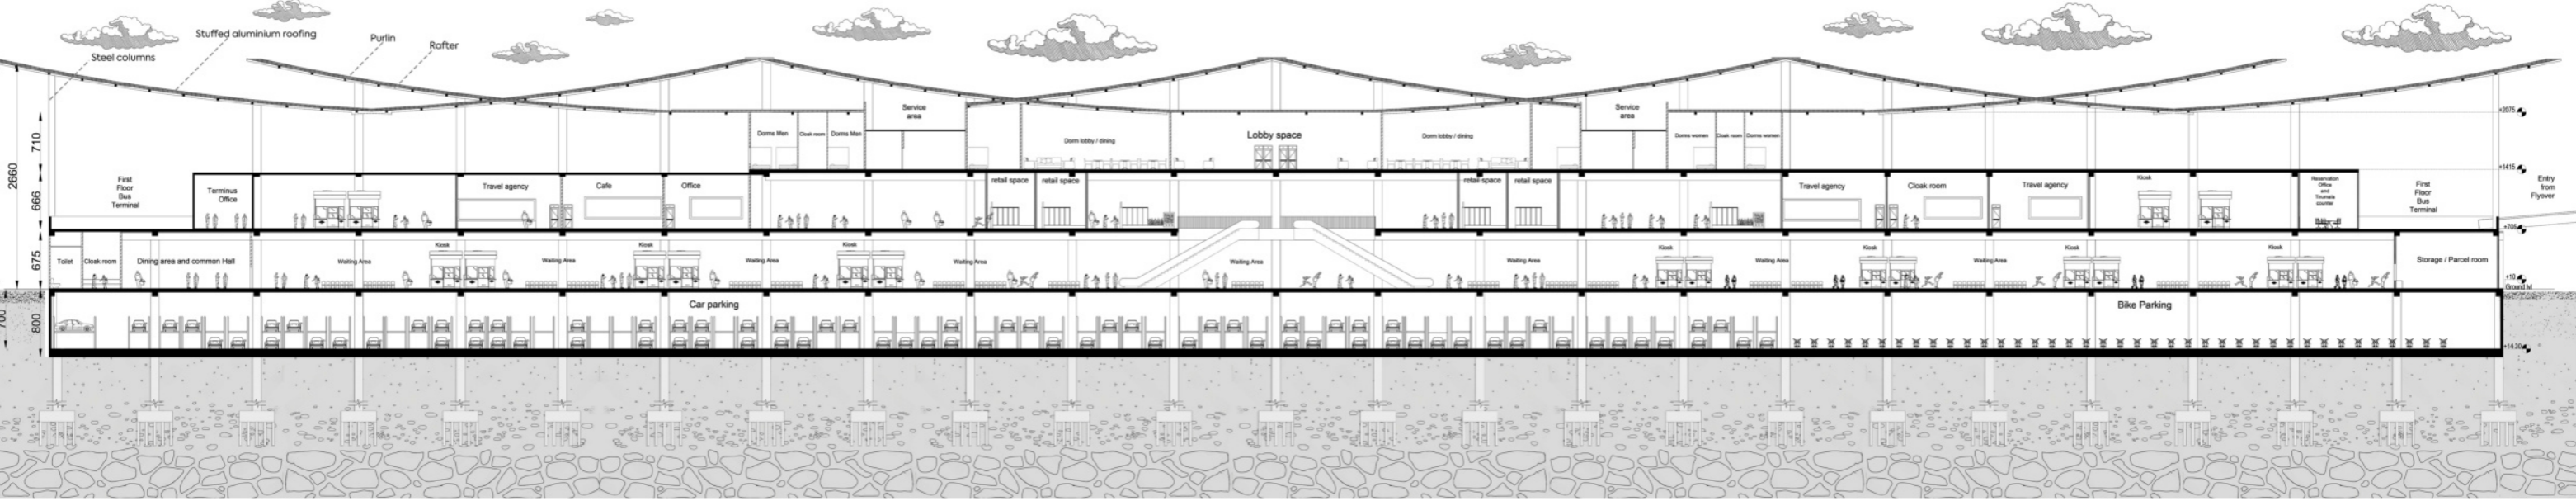 Stuffed aluminium roofing
Purlin
Rafter
Steel columns
2660
710
666
675
800
700
Service
area
Service
area
+2075
Dorms Men
Cloak room
Dorms Men
Dorm lobby / dining
Lobby space
Dorm lobby / dining
Dorms women
Cloak room
Dorms women
+1415
First
Floor
Bus
Terminal
Terminus
Office
Travel agency
Cafe
Office
retail space
retail space
retail space
retail space
Travel agency
Cloak room
Travel agency
Kiosk
Reservation
Office
and
Tirumala
counter
First
Floor
Bus
Terminal
Entry
from
Flyover
+705
Toilet
Cloak room
Dining area and common Hall
Waiting Area
Kiosk
Waiting Area
Kiosk
Waiting Area
Kiosk
Waiting Area
Waiting Area
Waiting Area
Kiosk
Waiting Area
Kiosk
Waiting Area
Kiosk
Kiosk
Storage / Parcel room
+10
Ground lvl
Car parking
Bike Parking